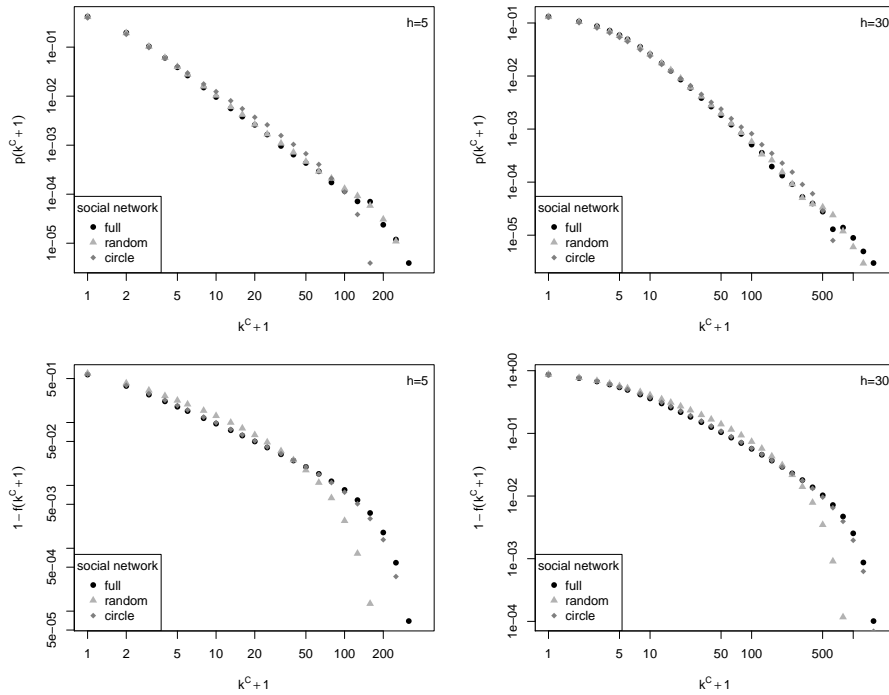 h=5
1e-01
1e-02
1e-03
1e-04
1e-05
p(k^C + 1)
social network
full
random
circle
1 2 5 10 20 50 100 200
k^C + 1
h=30
1e-01
1e-02
1e-03
1e-04
1e-05
p(k^C + 1)
social network
full
random
circle
1 5 10 50 100 500
k^C + 1
h=5
5e-01
5e-02
5e-03
5e-04
5e-05
1 − f(k^C + 1)
social network
full
random
circle
1 2 5 10 20 50 100 200
k^C + 1
h=30
1e+00
1e-01
1e-02
1e-03
1e-04
1 − f(k^C + 1)
social network
full
random
circle
1 5 10 50 100 500
k^C + 1